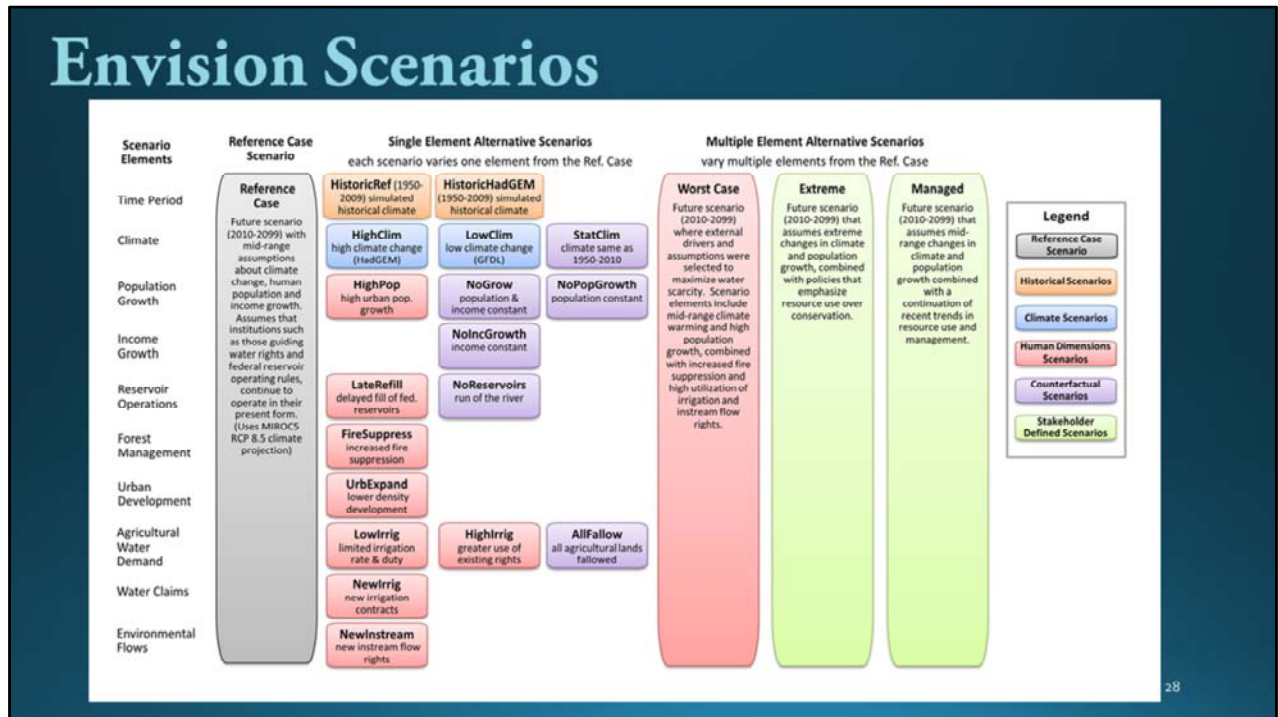 Envision Scenarios
Scenario
Elements
Reference Case
Scenario
Single Element Alternative Scenarios
each scenario varies one element from the Ref. Case
Multiple Element Alternative Scenarios
vary multiple elements from the Ref. Case
Time Period
Climate
Population
Growth
Income
Growth
Reservoir
Operations
Forest
Management
Urban
Development
Agricultural
Water
Demand
Water Claims
Environmental
Flows
Reference
Case
Future scenario
(2010-2099) with
mid-range
assumptions
about climate
change, human
population and
income growth.
Assumes that
institutions such
as those guiding
water rights and
federal reservoir
operating rules,
continue to
operate in their
present form.
(Uses MIROC5
RCP 8.5 climate
projection)
HistoricRef (1950-
2009) simulated
historical climate
HistoricHadGEM
(1950-2009) simulated
historical climate
HighClim
high climate change
(HadGEM)
LowClim
low climate change
(GFDL)
StatClim
climate same as
1950-2010
HighPop
high urban pop.
growth
NoGrow
population &
income constant
NoPopGrowth
population constant
NoIncGrowth
income constant
LateRefill
delayed fill of fed.
reservoirs
NoReservoirs
run of the river
FireSuppress
increased fire
suppression
UrbExpand
lower density
development
LowIrrig
limited irrigation
rate & duty
HighIrrig
greater use of
existing rights
AllFallow
all agricultural lands
fallowed
NewIrrig
new irrigation
contracts
NewInstream
new instream flow
rights
Worst Case
Future scenario
(2010-2099)
where external
drivers and
assumptions were
selected to
maximize water
scarcity. Scenario
elements include
mid-range climate
warming and high
population
growth, combined
with increased fire
suppression and
high utilization of
irrigation and
instream flow
rights.
Extreme
Future scenario
(2010-2099) that
assumes extreme
changes in climate
and population
growth, combined
with policies that
emphasize
resource use over
conservation.
Managed
Future scenario
(2010-2099) that
assumes mid-
range changes in
climate and
population
growth combined
with a
continuation of
recent trends in
resource use and
management.
Legend
Reference Case
Scenario
Historical Scenarios
Climate Scenarios
Human Dimensions
Scenarios
Counterfactual
Scenarios
Stakeholder
Defined Scenarios
28